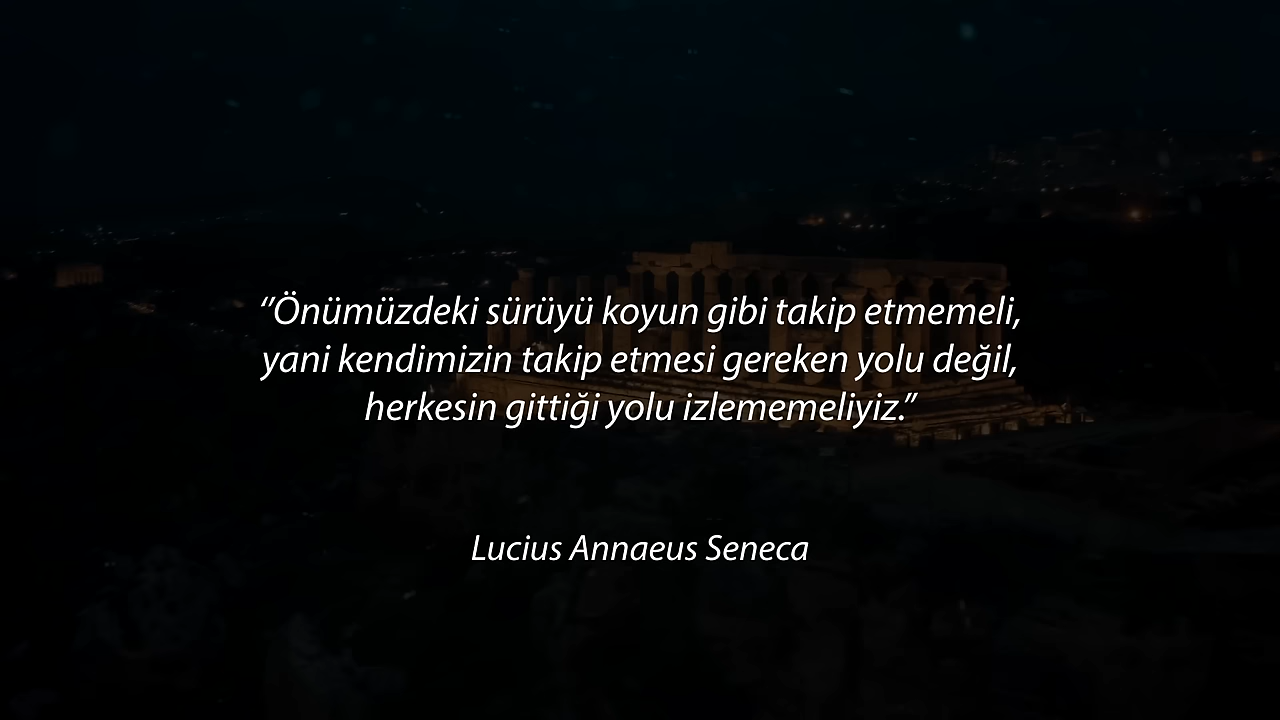 “Önümüzdeki sürüyü koyun gibi takip etmemeli,
yani kendimizin takip etmesi gereken yolu değil,
herkesin gittiği yolu izlememeliyiz.”
Lucius Annaeus Seneca